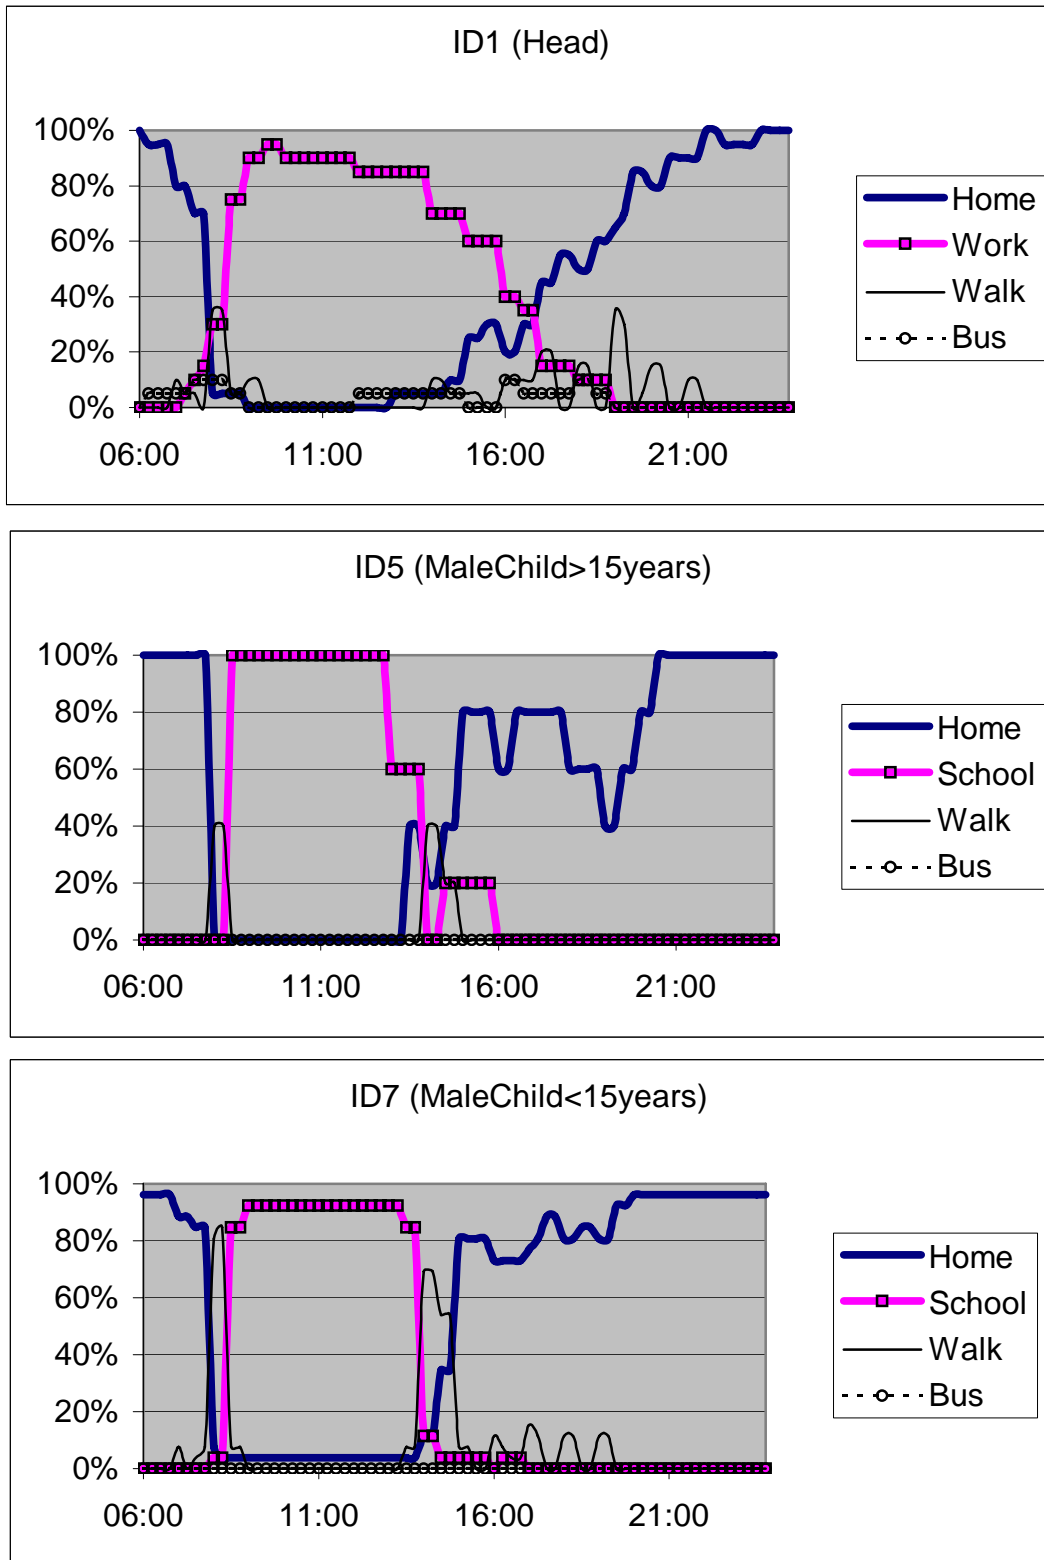 ID1 (Head)
100%
80%
60%
40%
20%
0%
06:00 11:00 16:00 21:00
Home
Work
Walk
Bus
ID5 (MaleChild>15years)
100%
80%
60%
40%
20%
0%
06:00 11:00 16:00 21:00
Home
School
Walk
Bus
ID7 (MaleChild<15years)
100%
80%
60%
40%
20%
0%
06:00 11:00 16:00 21:00
Home
School
Walk
Bus